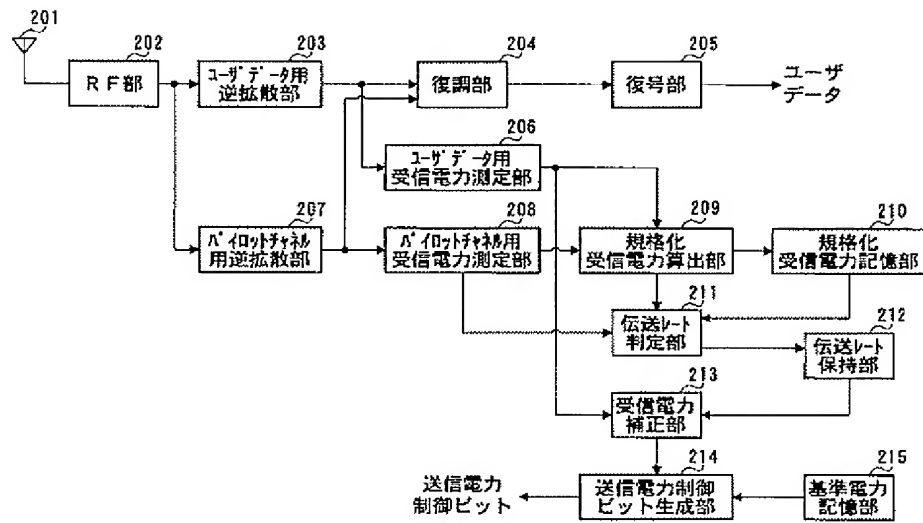 201
202
RF部
203
ユーザデータ用
逆拡散部
204
復調部
205
復号部
ユーザ
データ
206
ユーザデータ用
受信電力測定部
207
パイロットチャネル
用逆拡散部
208
パイロットチャネル用
受信電力測定部
209
規格化
受信電力算出部
210
規格化
受信電力記憶部
211
伝送レート
判定部
212
伝送レート
保持部
213
受信電力
補正部
214
送信電力制御
ビット生成部
215
基準電力
記憶部
送信電力
制御ビット